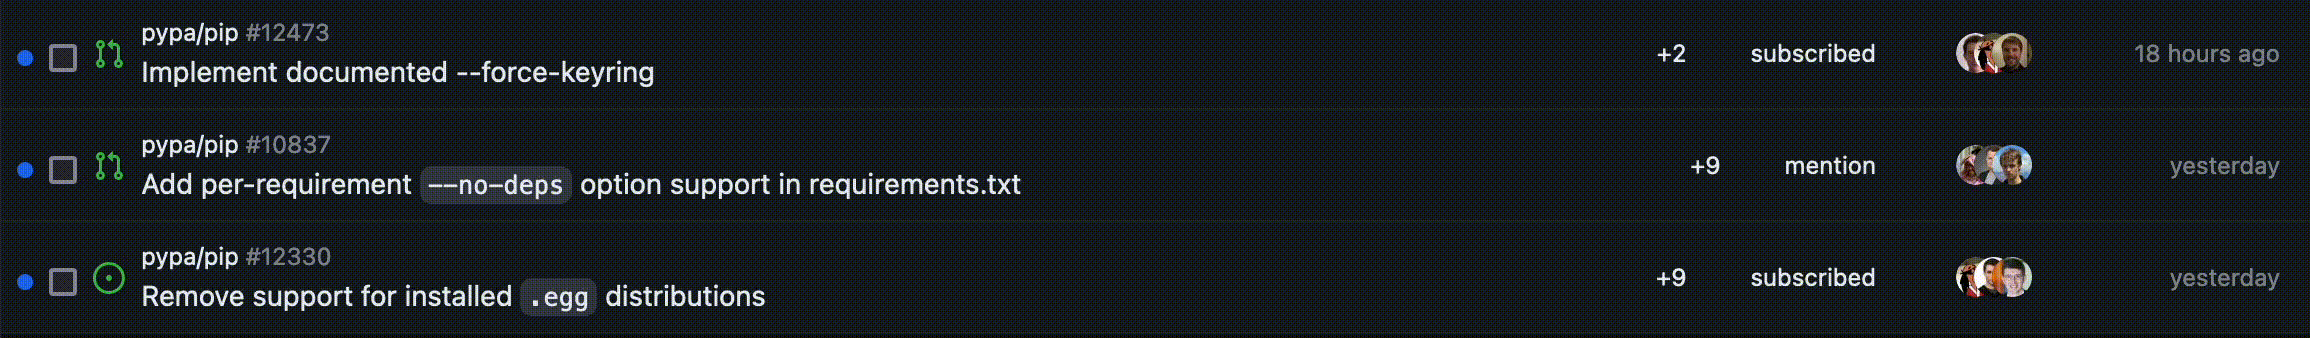 pypa/pip #12473
Implement documented --force-keyring
+2 subscribed 18 hours ago
pypa/pip #10837
Add per-requirement --no-deps option support in requirements.txt
+9 mention yesterday
pypa/pip #12330
Remove support for installed .egg distributions
+9 subscribed yesterday